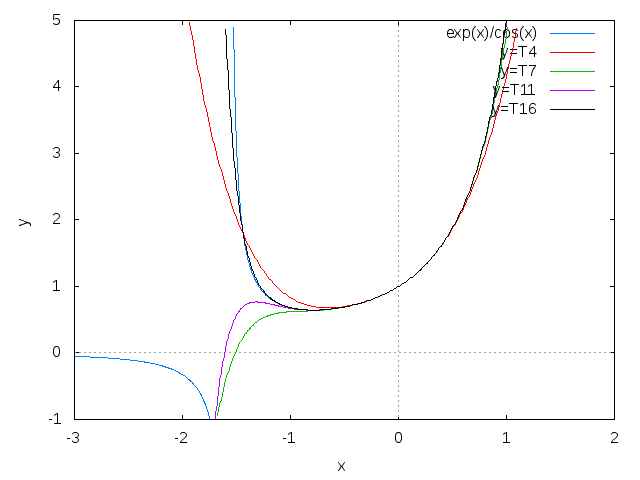 exp(x)/cos(x)
y=T4
y=T7
y=T11
y=T16
5
4
3
2
1
0
-1
y
-3 -2 -1 0 1 2
x